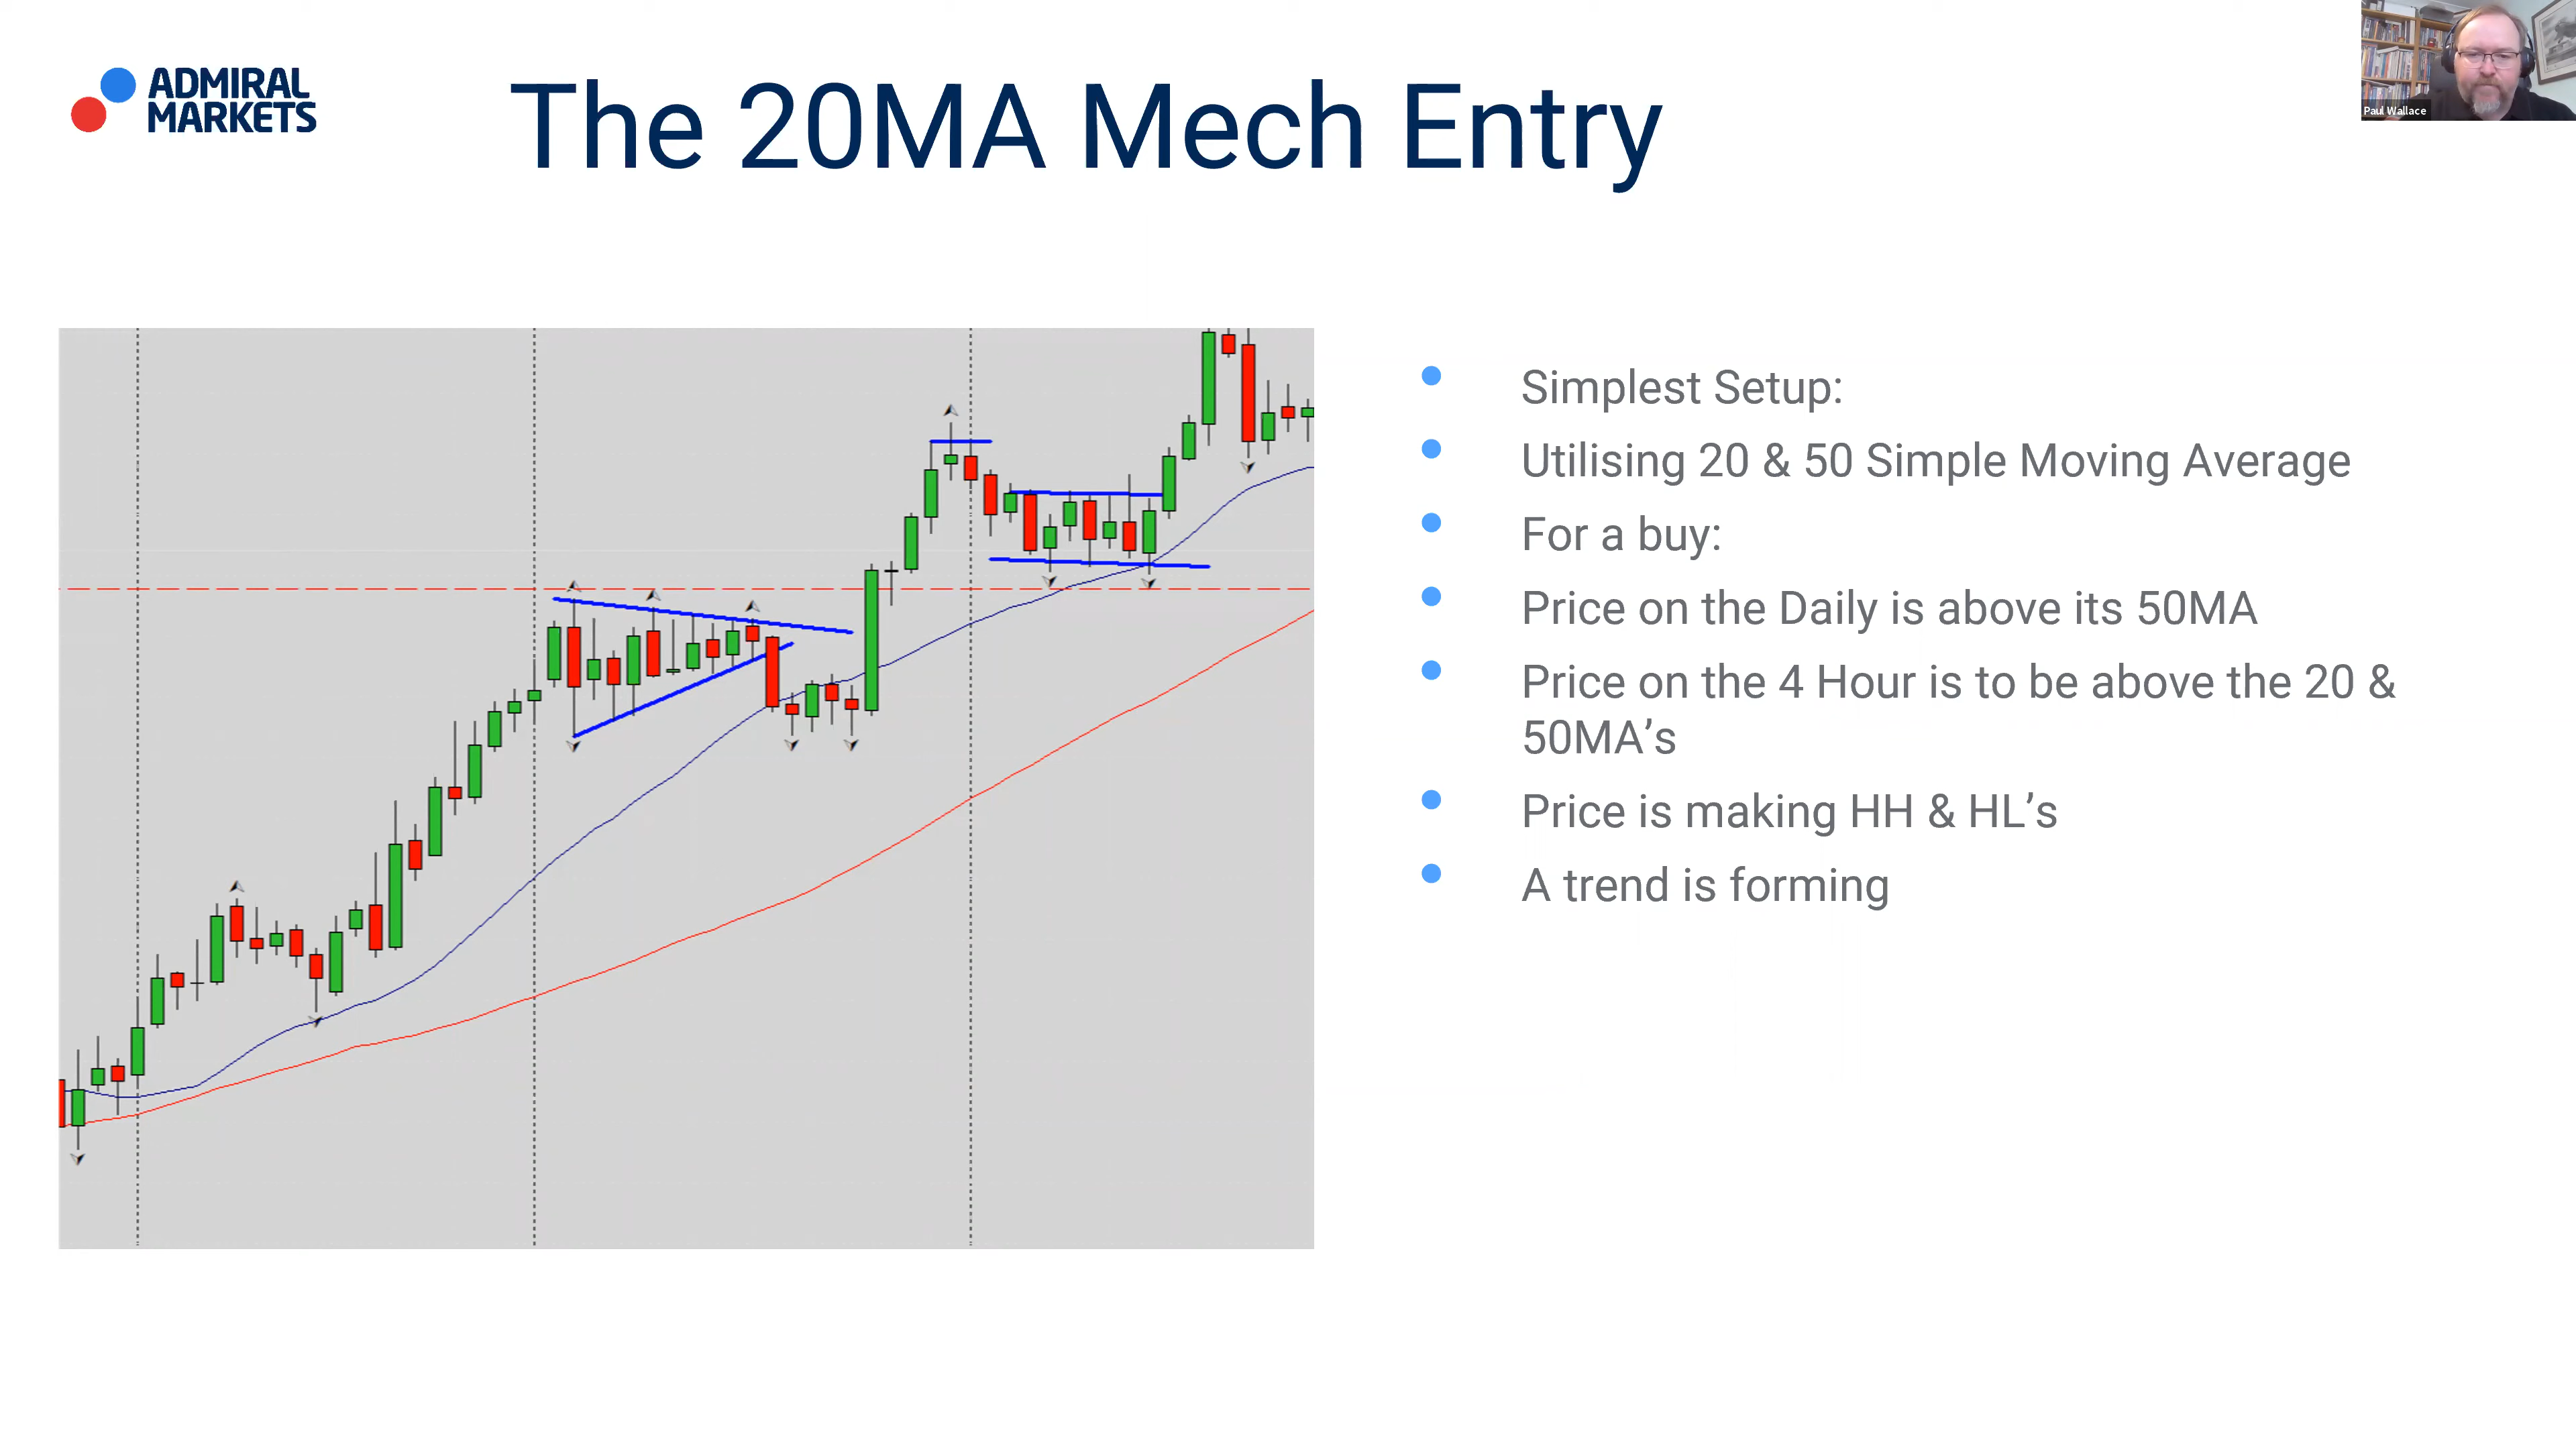 ADMIRAL
MARKETS
The 20MA Mech Entry
Paul Wallace
Simplest Setup:
Utilising 20 & 50 Simple Moving Average
For a buy:
Price on the Daily is above its 50MA
Price on the 4 Hour is to be above the 20 &
50MA’s
Price is making HH & HL’s
A trend is forming